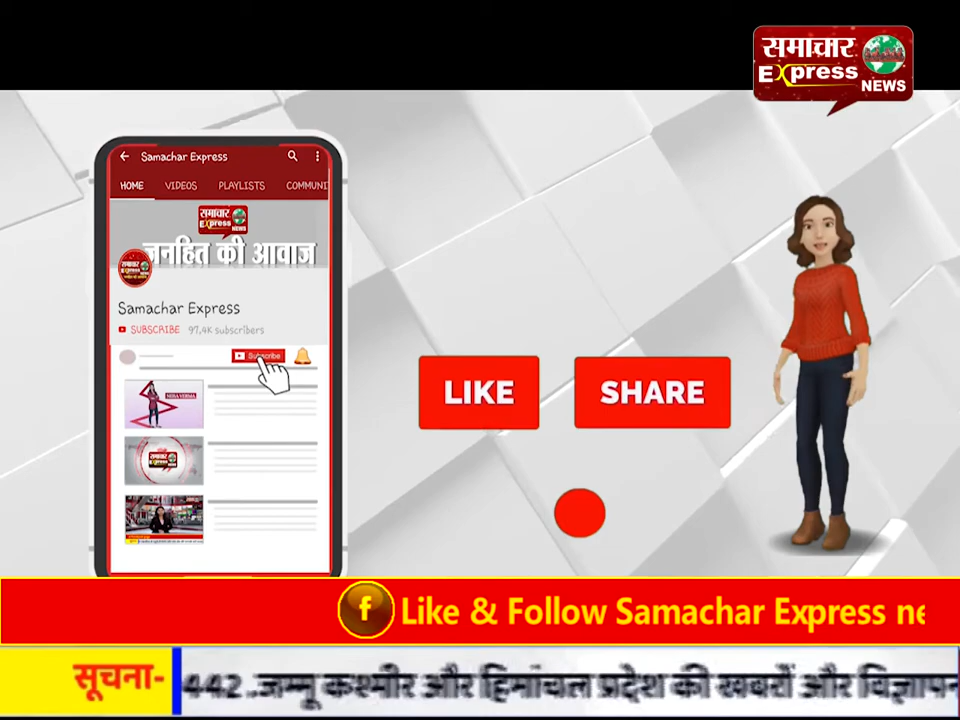 समाचार
Express
NEWS
Samachar Express
HOME VIDEOS PLAYLISTS COMMUNI
समाचार
Express
NEWS
जनहित की आवाज
Samachar Express
SUBSCRIBE 97.4K subscribers
Subscribe
LIKE
SHARE
f Like & Follow Samachar Express ne
सूचना- 442 .जम्मू कश्मीर और हिमांचल प्रदेश की खबरों और विज्ञापन